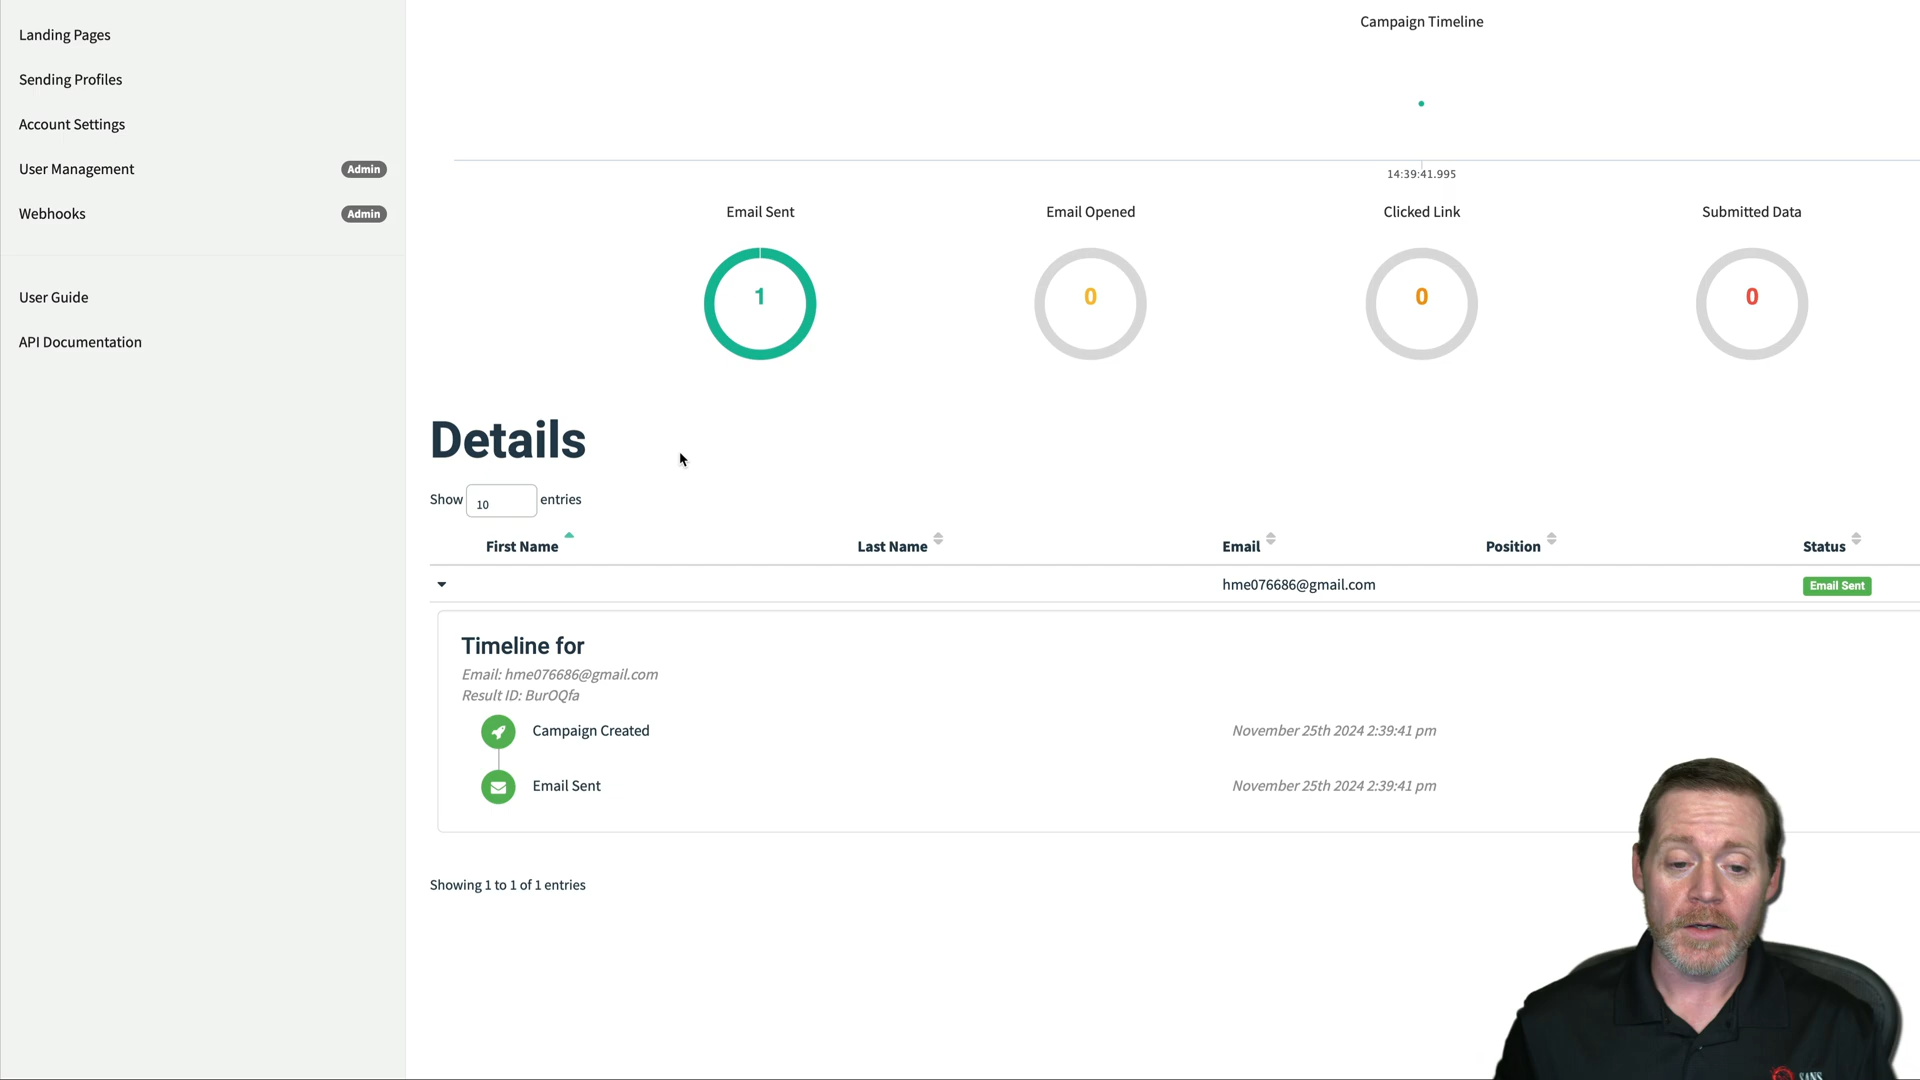 Landing Pages
Sending Profiles
Account Settings
User Management Admin
Webhooks Admin
User Guide
API Documentation
Campaign Timeline
14:39:41.995
Email Sent Email Opened Clicked Link Submitted Data
1 0 0 0
Details
Show 10 entries
First Name Last Name Email Position Status
hme076686@gmail.com Email Sent
Timeline for
Email: hme076686@gmail.com
Result ID: BurOQfa
Campaign Created November 25th 2024 2:39:41 pm
Email Sent November 25th 2024 2:39:41 pm
Showing 1 to 1 of 1 entries
SANS